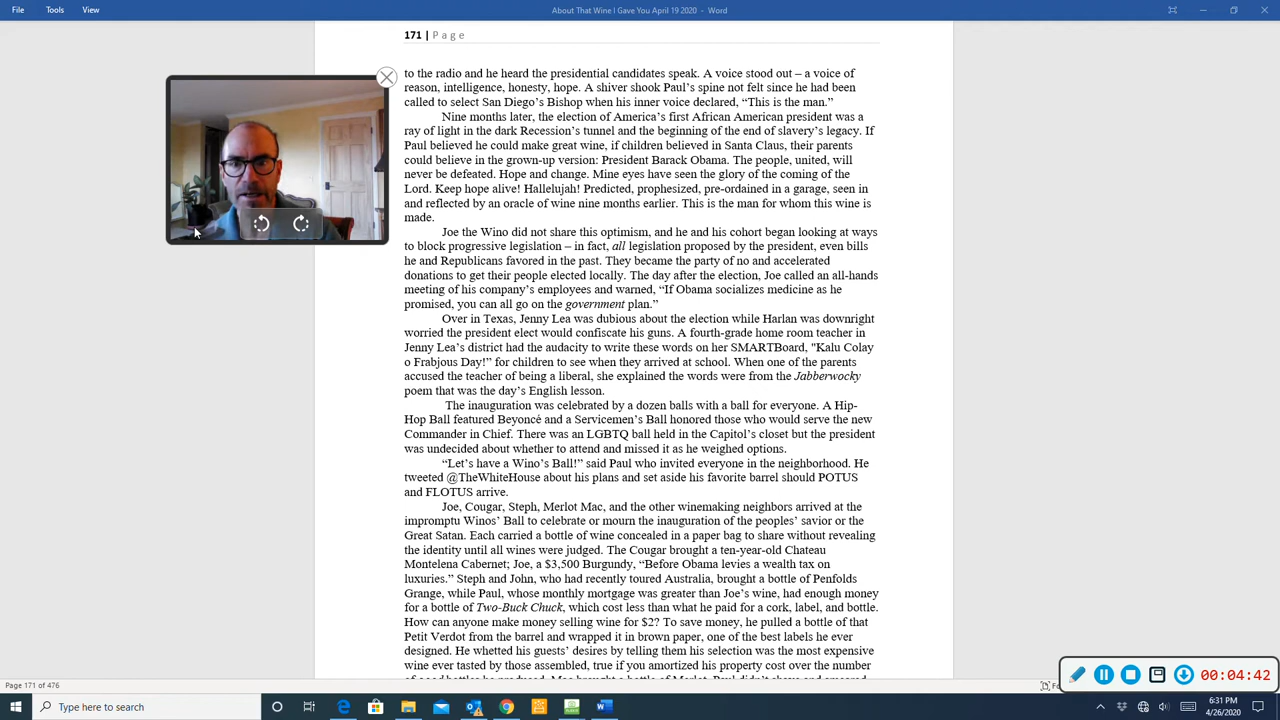 File Tools View About That Wine I Gave You April 19 2020 - Word
171 | Page
to the radio and he heard the presidential candidates speak. A voice stood out – a voice of
reason, intelligence, honesty, hope. A shiver shook Paul's spine not felt since he had been
called to select San Diego's Bishop when his inner voice declared, “This is the man.”
Nine months later, the election of America's first African American president was a
ray of light in the dark Recession's tunnel and the beginning of the end of slavery's legacy. If
Paul believed he could make great wine, if children believed in Santa Claus, their parents
could believe in the grown-up version: President Barack Obama. The people, united, will
never be defeated. Hope and change. Mine eyes have seen the glory of the coming of the
Lord. Keep hope alive! Hallelujah! Predicted, prophesized, pre-ordained in a garage, seen in
and reflected by an oracle of wine nine months earlier. This is the man for whom this wine is
made.
Joe the Wino did not share this optimism, and he and his cohort began looking at ways
to block progressive legislation – in fact, all legislation proposed by the president, even bills
he and Republicans favored in the past. They became the party of no and accelerated
donations to get their people elected locally. The day after the election, Joe called an all-hands
meeting of his company's employees and warned, “If Obama socializes medicine as he
promised, you can all go on the government plan.”
Over in Texas, Jenny Lea was dubious about the election while Harlan was downright
worried the president elect would confiscate his guns. A fourth-grade home room teacher in
Jenny Lea's district had the audacity to write these words on her SMARTBoard, "Kalu Colay
o Frabjous Day!” for children to see when they arrived at school. When one of the parents
accused the teacher of being a liberal, she explained the words were from the Jabberwocky
poem that was the day's English lesson.
The inauguration was celebrated by a dozen balls with a ball for everyone. A Hip-
Hop Ball featured Beyoncé and a Servicemen's Ball honored those who would serve the new
Commander in Chief. There was an LGBTQ ball held in the Capitol's closet but the president
was undecided about whether to attend and missed it as he weighed options.
“Let's have a Wino's Ball!” said Paul who invited everyone in the neighborhood. He
tweeted @TheWhiteHouse about his plans and set aside his favorite barrel should POTUS
and FLOTUS arrive.
Joe, Cougar, Steph, Merlot Mac, and the other winemaking neighbors arrived at the
impromptu Winos' Ball to celebrate or mourn the inauguration of the peoples' savior or the
Great Satan. Each carried a bottle of wine concealed in a paper bag to share without revealing
the identity until all wines were judged. The Cougar brought a ten-year-old Chateau
Montelena Cabernet; Joe, a $3,500 Burgundy, “Before Obama levies a wealth tax on
luxuries.” Steph and John, who had recently toured Australia, brought a bottle of Penfolds
Grange, while Paul, whose monthly mortgage was greater than Joe's wine, had enough money
for a bottle of Two-Buck Chuck, which cost less than what he paid for a cork, label, and bottle.
How can anyone make money selling wine for $2? To save money, he pulled a bottle of that
Petit Verdot from the barrel and wrapped it in brown paper, one of the best labels he ever
designed. He whetted his guests' desires by telling them his selection was the most expensive
wine ever tasted by those assembled, true if you amortized his property cost over the number
00:04:42
Page 171 of 476
Type here to search
6:31 PM
4/26/2020